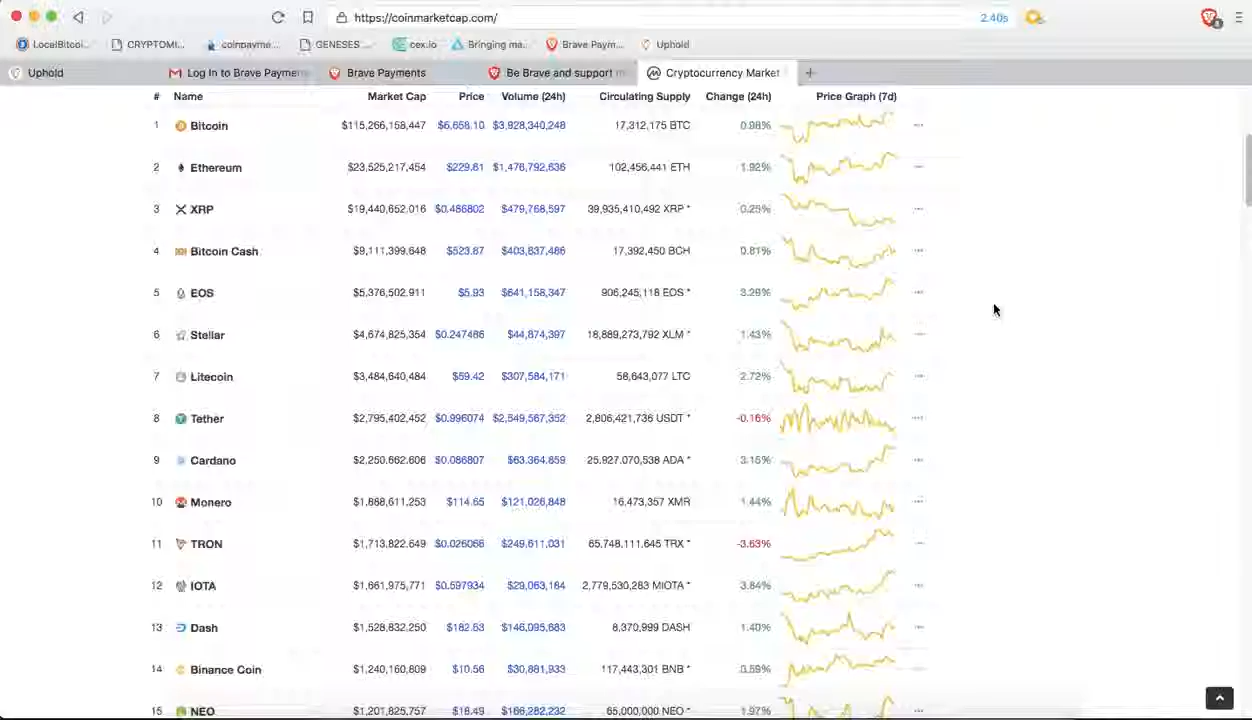 https://coinmarketcap.com/ 2.40s
LocalBitcoi... CRYPTOMI... coinpayme... GENESES ... cex.io Bringing ma... Brave Paym... Uphold
Uphold Log In to Brave Payments Brave Payments Be Brave and support m Cryptocurrency Market +
# Name Market Cap Price Volume (24h) Circulating Supply Change (24h) Price Graph (7d)
1 Bitcoin $115,266,158,447 $6,658.10 $3,928,340,248 17,312,175 BTC 0.98%
2 Ethereum $23,525,217,454 $229.61 $1,476,792,636 102,456,441 ETH 1.92%
3 XRP $19,440,652,016 $0.486802 $479,768,597 39,935,410,492 XRP * 0.25%
4 Bitcoin Cash $9,111,399,648 $523.87 $403,837,486 17,392,450 BCH 0.81%
5 EOS $5,376,502,911 $5.93 $641,158,347 906,245,118 EOS * 3.29%
6 Stellar $4,674,825,354 $0.247486 $44,874,397 18,889,273,792 XLM * 1.43%
7 Litecoin $3,484,640,484 $59.42 $307,584,171 58,643,077 LTC 2.72%
8 Tether $2,795,402,452 $0.996074 $2,549,567,352 2,806,421,736 USDT * -0.16%
9 Cardano $2,250,662,606 $0.086807 $63,364,859 25,927,070,538 ADA * 3.15%
10 Monero $1,868,611,253 $114.65 $121,026,848 16,473,357 XMR 1.44%
11 TRON $1,713,822,649 $0.026066 $249,611,031 65,748,111,645 TRX * -3.63%
12 IOTA $1,661,975,771 $0.597934 $29,063,184 2,779,530,283 MIOTA * 3.84%
13 Dash $1,528,832,250 $182.63 $146,095,683 8,370,999 DASH 1.40%
14 Binance Coin $1,240,160,809 $10.56 $30,881,933 117,443,301 BNB * 0.59%
15 NEO $1,201,825,757 $18.49 $166,282,232 65,000,000 NEO * 1.97%